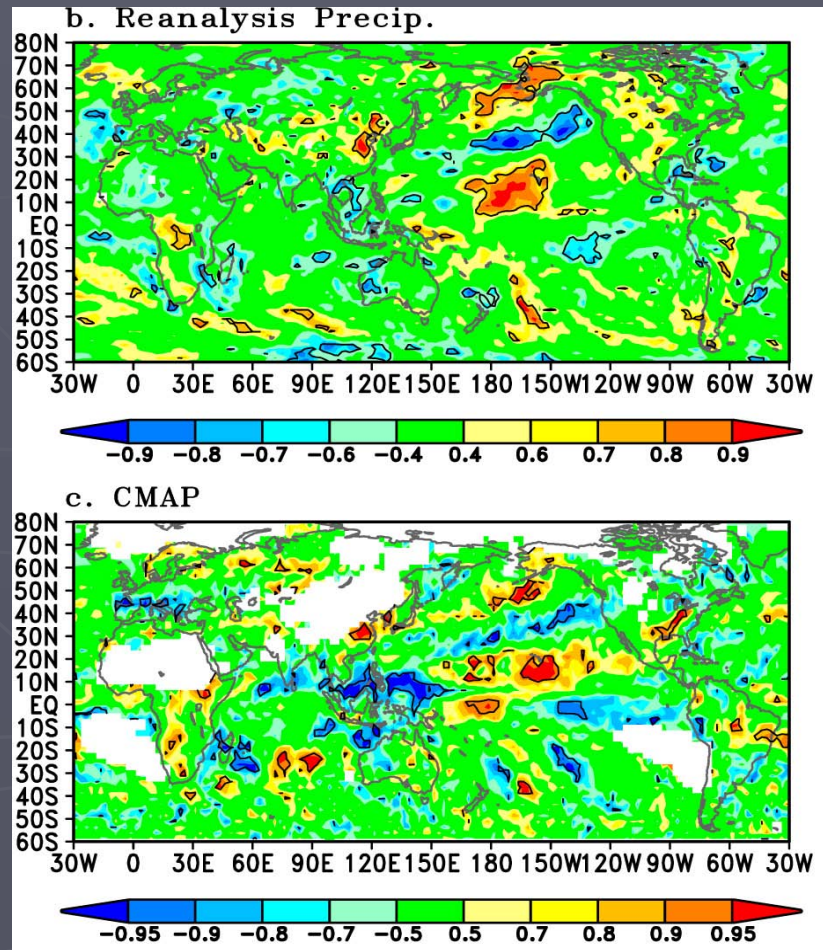 b. Reanalysis Precip.
80N
70N
60N
50N
40N
30N
20N
10N
EQ
10S
20S
30S
40S
50S
60S
30W 0 30E 60E 90E 120E 150E 180 150W 120W 90W 60W 30W
-0.9 -0.8 -0.7 -0.6 -0.4 0.4 0.6 0.7 0.8 0.9
c. CMAP
80N
70N
60N
50N
40N
30N
20N
10N
EQ
10S
20S
30S
40S
50S
60S
30W 0 30E 60E 90E 120E 150E 180 150W 120W 90W 60W 30W
-0.95 -0.9 -0.8 -0.7 -0.5 0.5 0.7 0.8 0.9 0.95